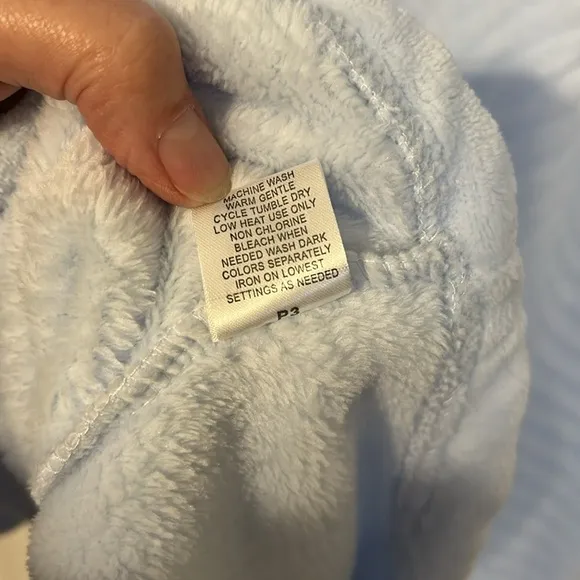 MACHINE WASH
WARM GENTLE
CYCLE TUMBLE DRY
LOW HEAT USE ONLY
NON CHLORINE
BLEACH WHEN
NEEDED WASH DARK
COLORS SEPARATELY
IRON ON LOWEST
SETTINGS AS NEEDED
P3